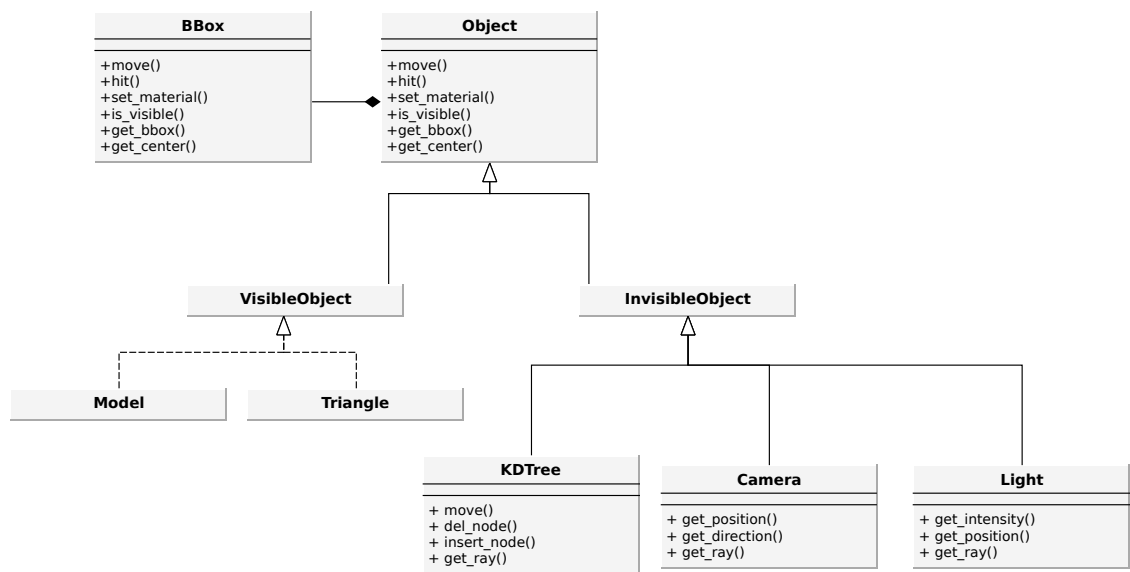 BBox
+move()
+hit()
+set_material()
+is_visible()
+get_bbox()
+get_center()
Object
+move()
+hit()
+set_material()
+is_visible()
+get_bbox()
+get_center()
VisibleObject
InvisibleObject
Model
Triangle
KDTree
+ move()
+ del_node()
+ insert_node()
+ get_ray()
Camera
+ get_position()
+ get_direction()
+ get_ray()
Light
+ get_intensity()
+ get_position()
+ get_ray()